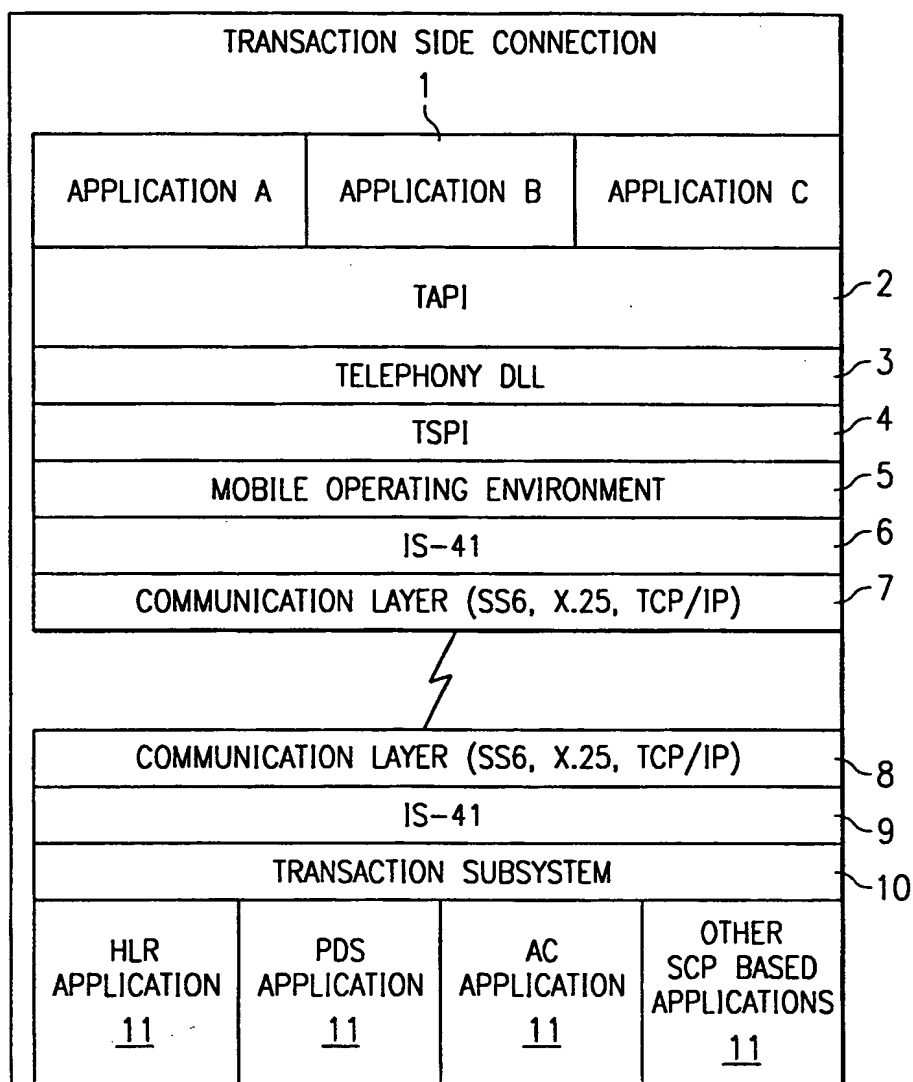 TRANSACTION SIDE CONNECTION
1
APPLICATION A
APPLICATION B
APPLICATION C
TAPI
2
TELEPHONY DLL
3
TSPI
4
MOBILE OPERATING ENVIRONMENT
5
IS-41
6
COMMUNICATION LAYER (SS6, X.25, TCP/IP)
7
COMMUNICATION LAYER (SS6, X.25, TCP/IP)
8
IS-41
9
TRANSACTION SUBSYSTEM
10
HLR
APPLICATION
11
PDS
APPLICATION
11
AC
APPLICATION
11
OTHER
SCP BASED
APPLICATIONS
11